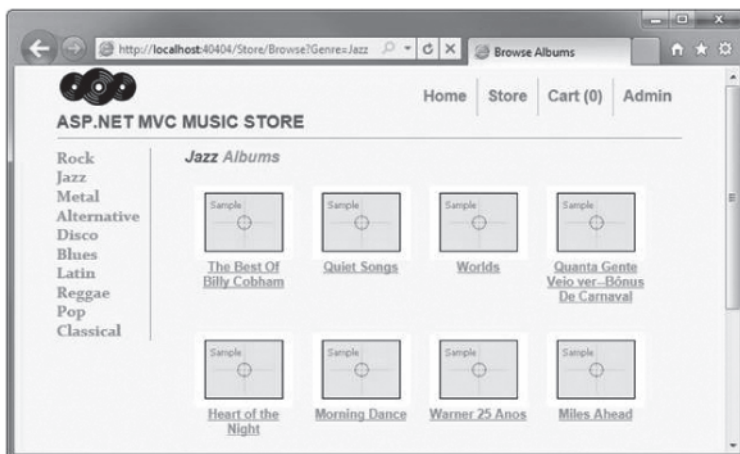 http://localhost:40404/Store/Browse?Genre=Jazz
Browse Albums
Home Store Cart (0) Admin
ASP.NET MVC MUSIC STORE
Rock
Jazz
Metal
Alternative
Disco
Blues
Latin
Reggae
Pop
Classical
Jazz Albums
Sample Sample Sample Sample
The Best Of
Billy Cobham
Quiet Songs
Worlds
Quanta Gente
Veio ver--Bônus
De Carnaval
Sample Sample Sample Sample
Heart of the
Night
Morning Dance
Warner 25 Anos
Miles Ahead